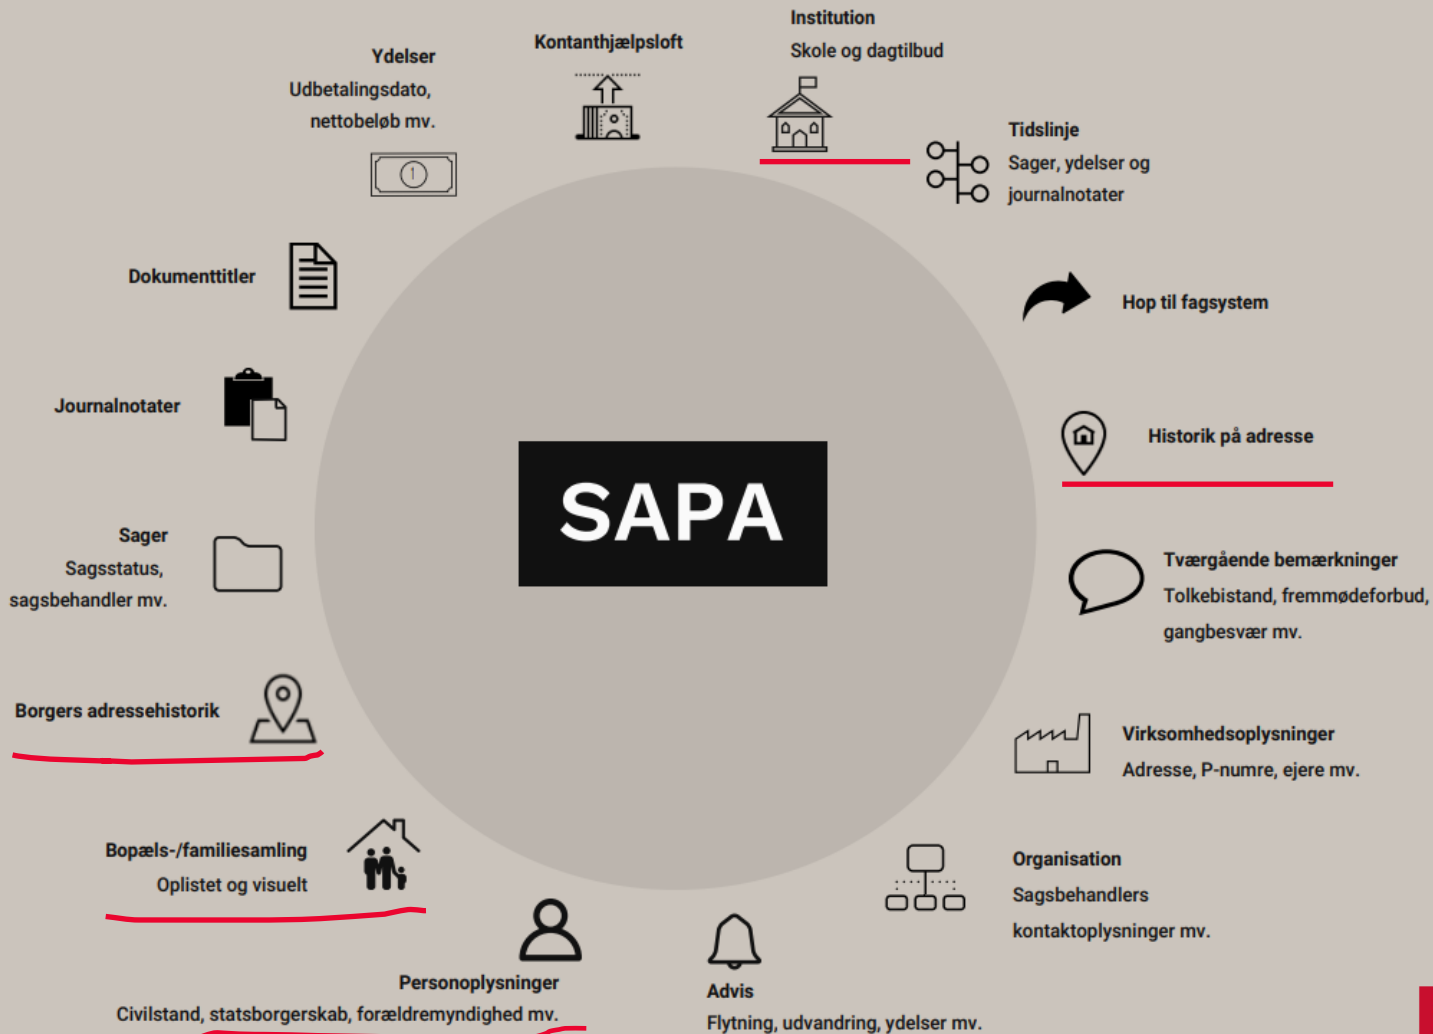 Institution
Skole og dagtilbud
Kontanthjælpsloft
Ydelser
Udbetalingsdato,
nettobeløb mv.
1
Tidslinje
Sager, ydelser og
journalnotater
Dokumenttitler
Hop til fagsystem
Journalnotater
Historik på adresse
SAPA
Sager
Sagsstatus,
sagsbehandler mv.
Tværgående bemærkninger
Tolkebistand, fremmødeforbud,
gangbesvær mv.
Borgers adressehistorik
Virksomhedsoplysninger
Adresse, P-numre, ejere mv.
Bopæls-/familiesamling
Oplistet og visuelt
Organisation
Sagsbehandlers
kontaktoplysninger mv.
Personoplysninger
Civilstand, statsborgerskab, forældremyndighed mv.
Advis
Flytning, udvandring, ydelser mv.